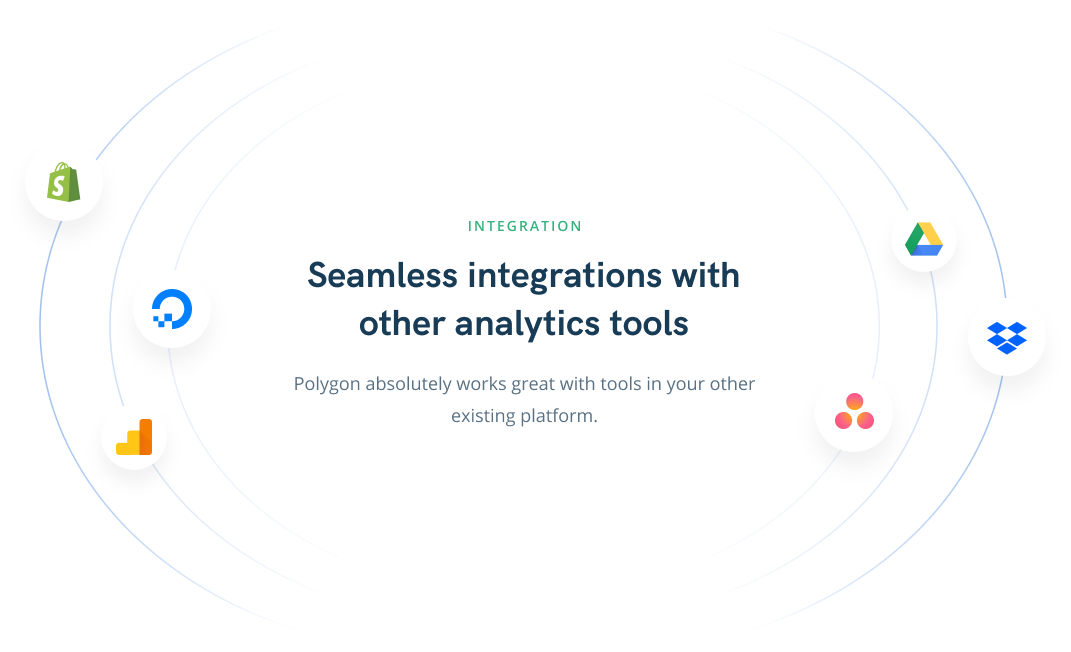 INTEGRATION
Seamless integrations with
other analytics tools
Polygon absolutely works great with tools in your other
existing platform.